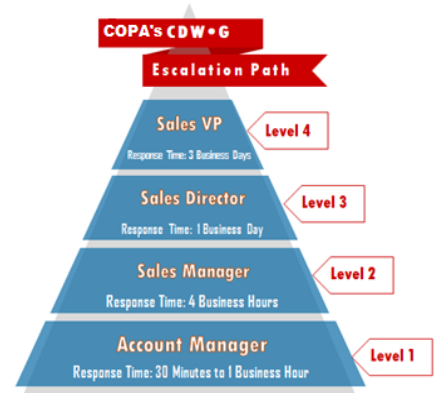 COPA's CDW•G
Escalation Path
Sales VP
Response Time: 3 Business Days
Level 4
Sales Director
Response Time: 1 Business Day
Level 3
Sales Manager
Response Time: 4 Business Hours
Level 2
Account Manager
Response Time: 30 Minutes to 1 Business Hour
Level 1